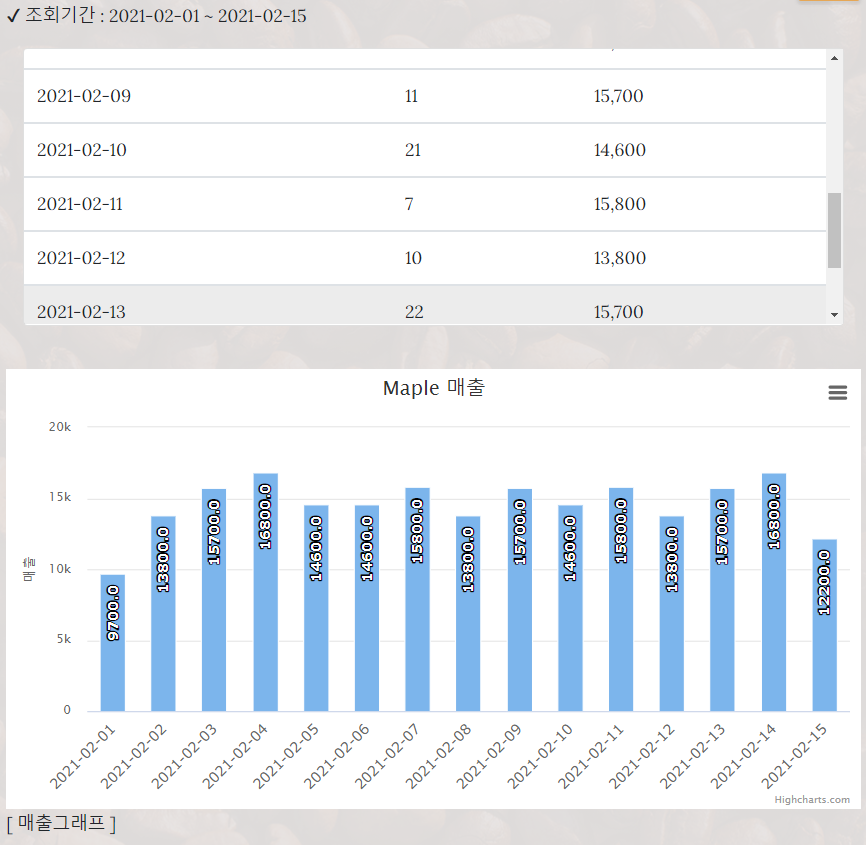 ✓ 조회기간 : 2021-02-01 ~ 2021-02-15
2021-02-09 11 15,700
2021-02-10 21 14,600
2021-02-11 7 15,800
2021-02-12 10 13,800
2021-02-13 22 15,700
Maple 매출
20k
15k
10k
5k
0
매출
9700.0 13800.0 15700.0 16800.0 14600.0 14600.0 15800.0 13800.0 15700.0 14600.0 15800.0 13800.0 15700.0 16800.0 12200.0
2021-02-01 2021-02-02 2021-02-03 2021-02-04 2021-02-05 2021-02-06 2021-02-07 2021-02-08 2021-02-09 2021-02-10 2021-02-11 2021-02-12 2021-02-13 2021-02-14 2021-02-15
Highcharts.com
[ 매출그래프 ]